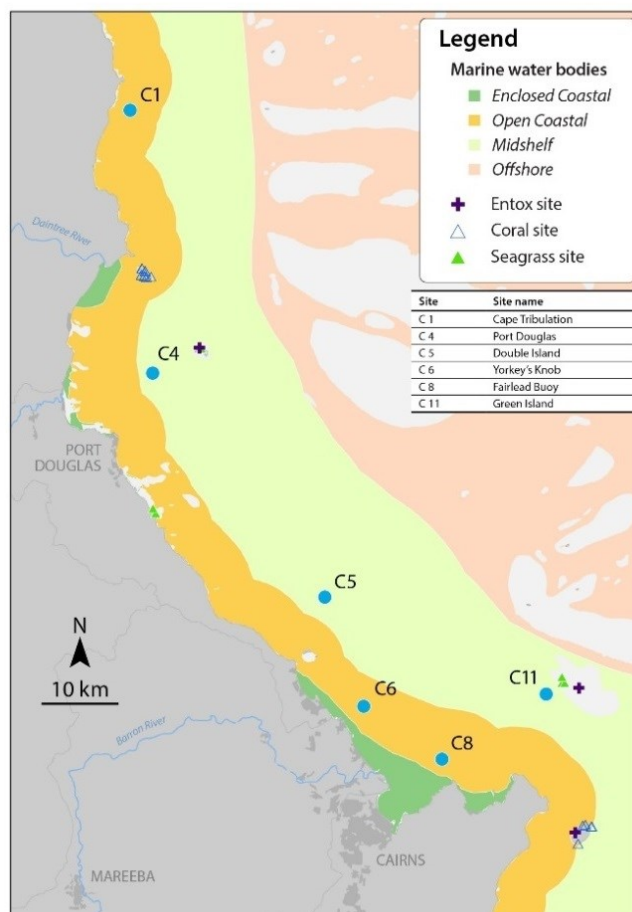 Legend
Marine water bodies
Enclosed Coastal
Open Coastal
Midshelf
Offshore
Entox site
Coral site
Seagrass site
Site Site name
C 1 Cape Tribulation
C 4 Port Douglas
C 5 Double Island
C 6 Yorkey's Knob
C 8 Fairlead Buoy
C 11 Green Island
C1
Daintree River
C4
PORT
DOUGLAS
C5
N
10 km
C11
C6
Barron River
C8
CAIRNS
MAREEBA